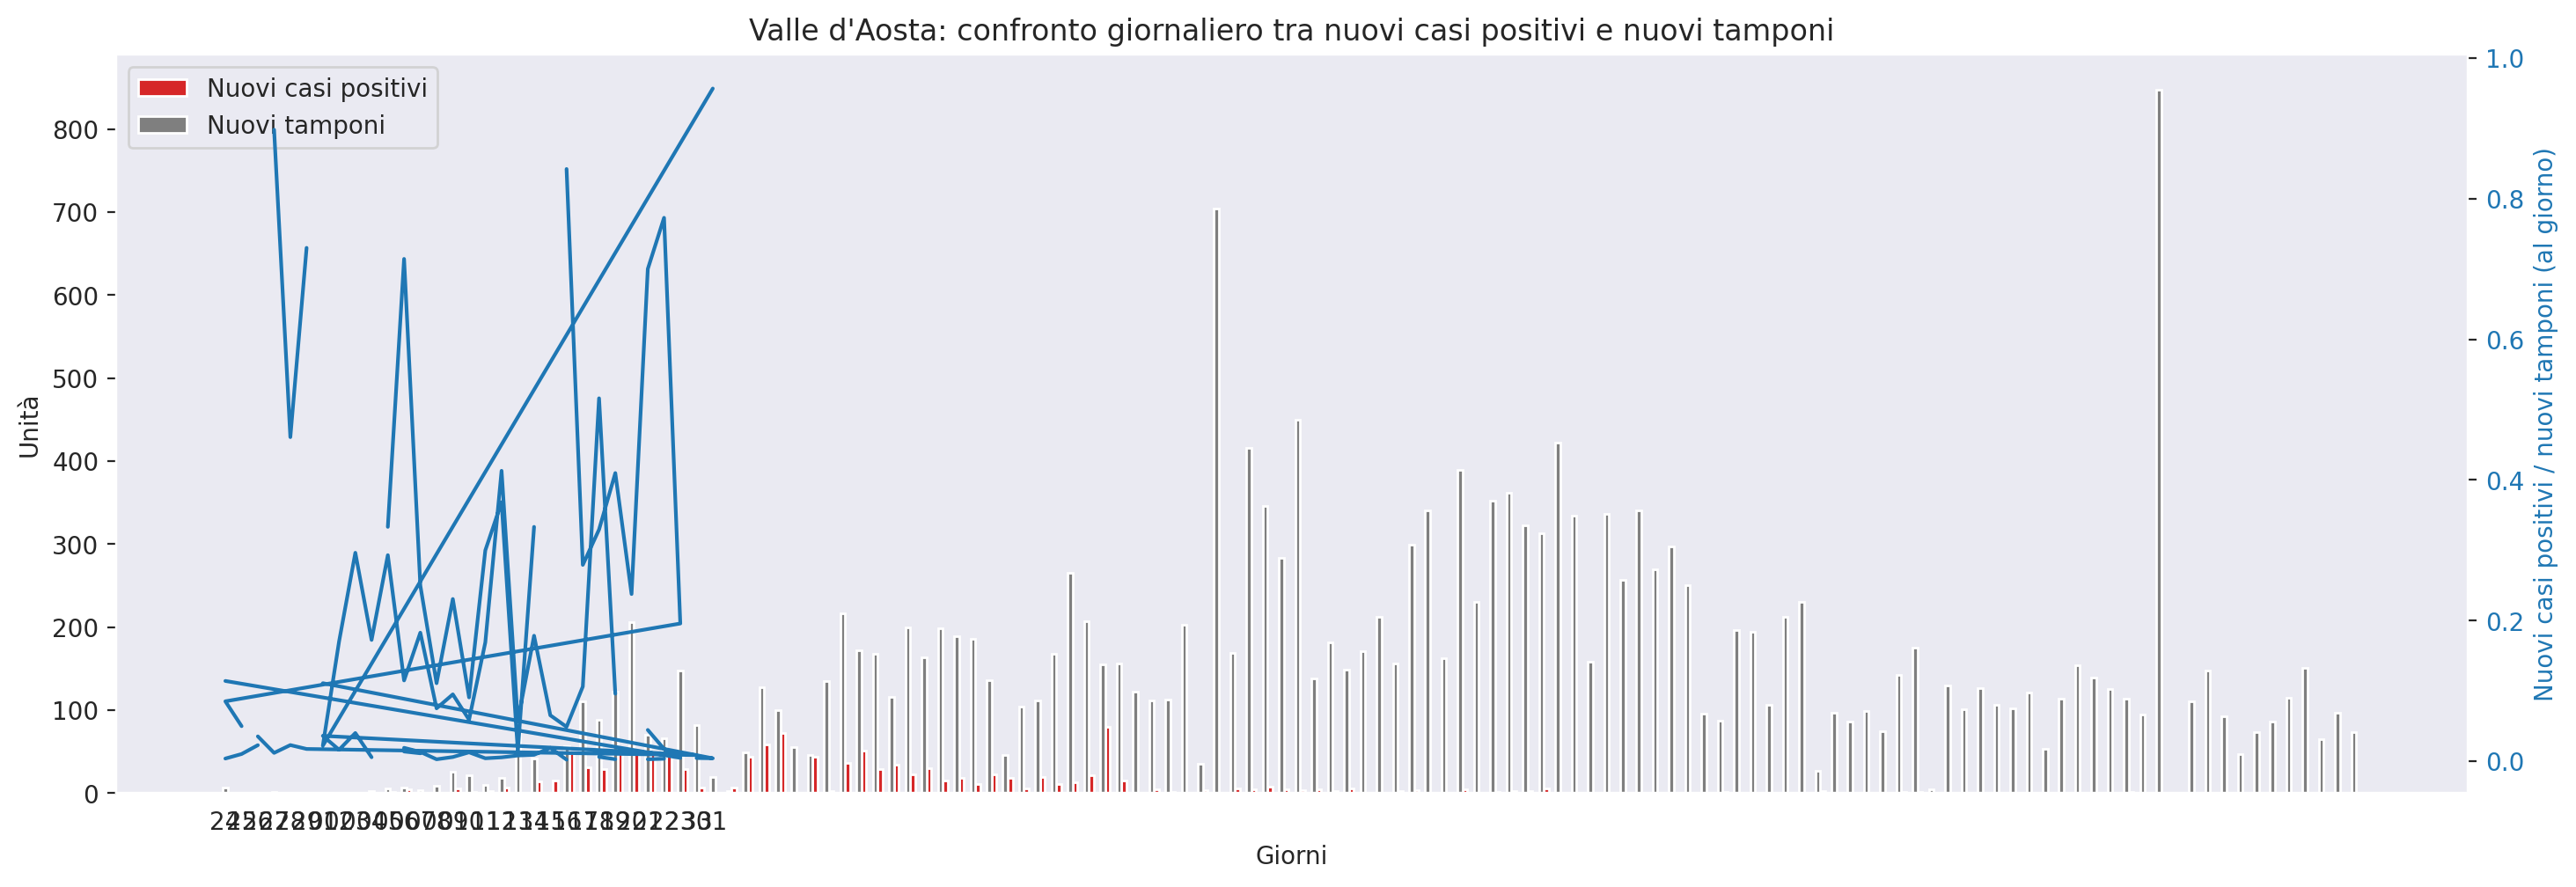 Valle d'Aosta: confronto giornaliero tra nuovi casi positivi e nuovi tamponi
Nuovi casi positivi
Nuovi tamponi
800
700
600
500
400
300
200
100
0
Unità
1.0
0.8
0.6
0.4
0.2
0.0
Nuovi casi positivi / nuovi tamponi (al giorno)
Giorni